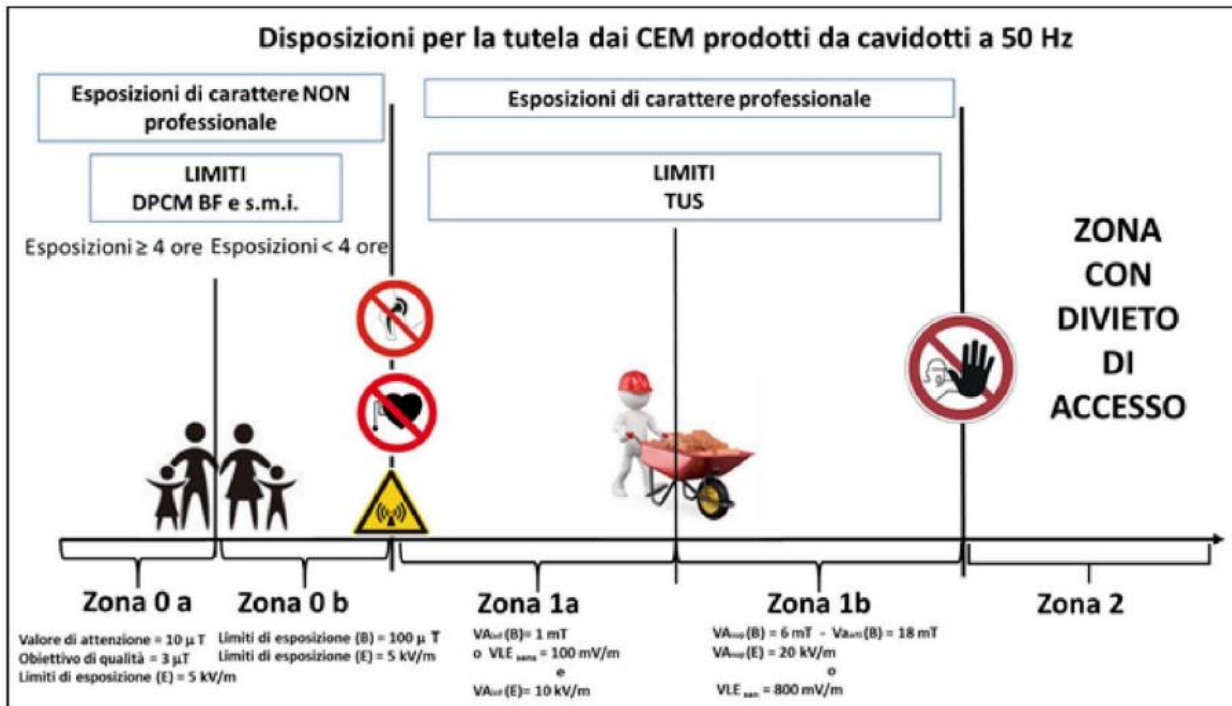 Disposizioni per la tutela dai CEM prodotti da cavidotti a 50 Hz
Esposizioni di carattere NON
professionale
Esposizioni di carattere professionale
LIMITI
DPCM BF e s.m.i.
LIMITI
TUS
Esposizioni ≥ 4 ore Esposizioni < 4 ore
ZONA
CON
DIVIETO
DI
ACCESSO
Zona 0 a
Zona 0 b
Zona 1a
Zona 1b
Zona 2
Valore di attenzione = 10 μ T
Obiettivo di qualità = 3 μT
Limiti di esposizione (E) = 5 kV/m
Limiti di esposizione (B) = 100 μ T
Limiti di esposizione (E) = 5 kV/m
VAinf (B)= 1 mT
o VLE sens = 100 mV/m
e
VAinf (E)= 10 kV/m
VAsup (B) = 6 mT - Vaarti (B) = 18 mT
VAsup (E) = 20 kV/m
o
VLE san = 800 mV/m